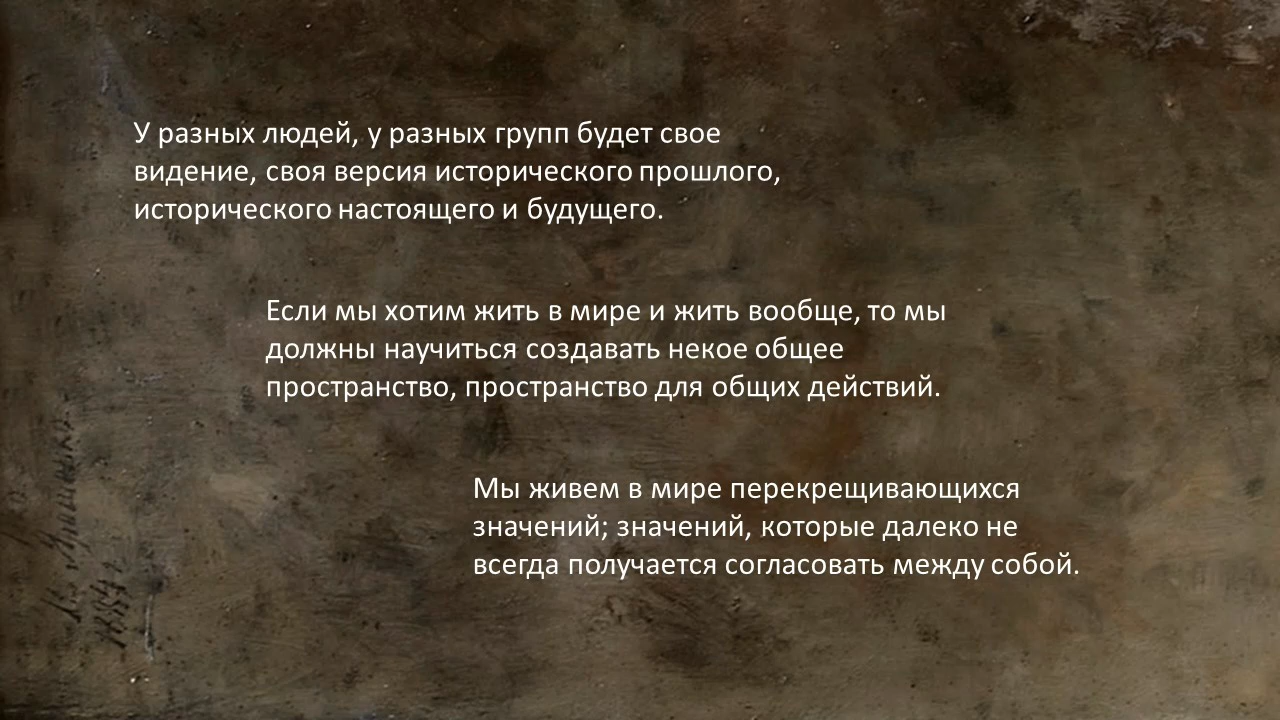 У разных людей, у разных групп будет свое
видение, своя версия исторического прошлого,
исторического настоящего и будущего.
Если мы хотим жить в мире и жить вообще, то мы
должны научиться создавать некое общее
пространство, пространство для общих действий.
Мы живем в мире перекрещивающихся
значений; значений, которые далеко не
всегда получается согласовать между собой.